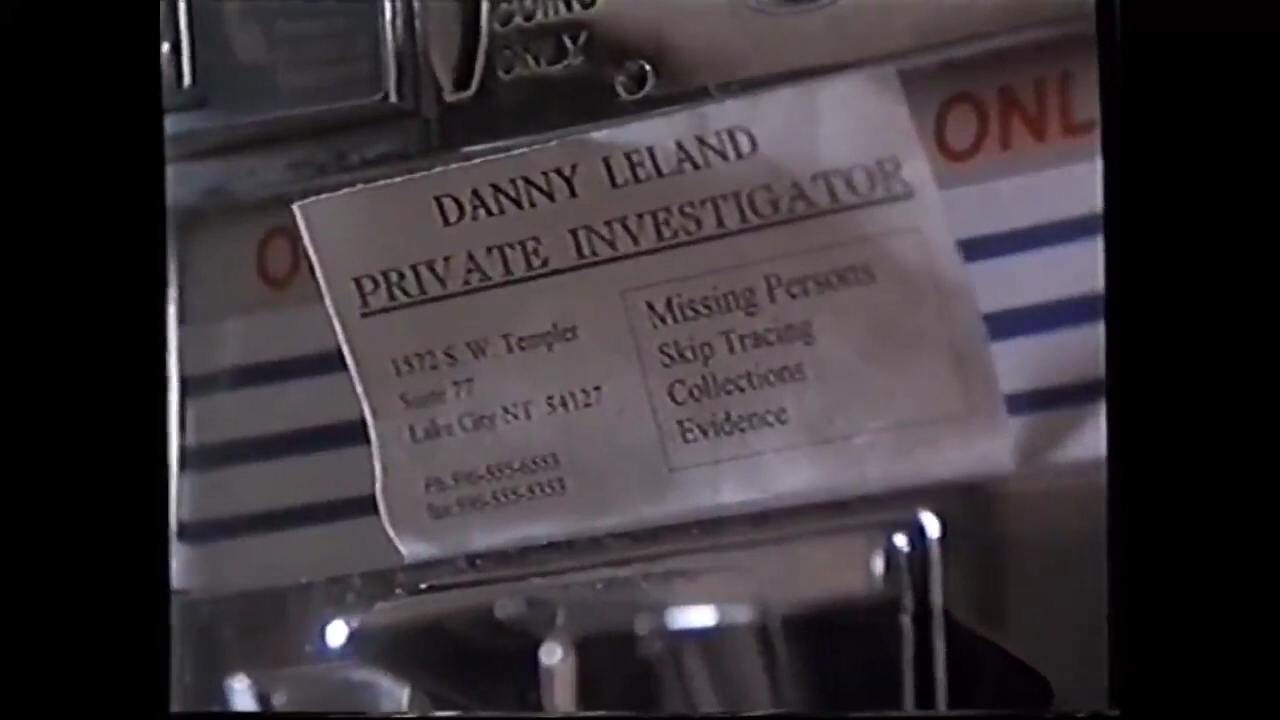 COINS
ONLY
ONL
O
DANNY LELAND
PRIVATE INVESTIGATOR
1572 S. W. Templer
Suite 77
Lake City NT 54127
Missing Persons
Skip Tracing
Collections
Evidence